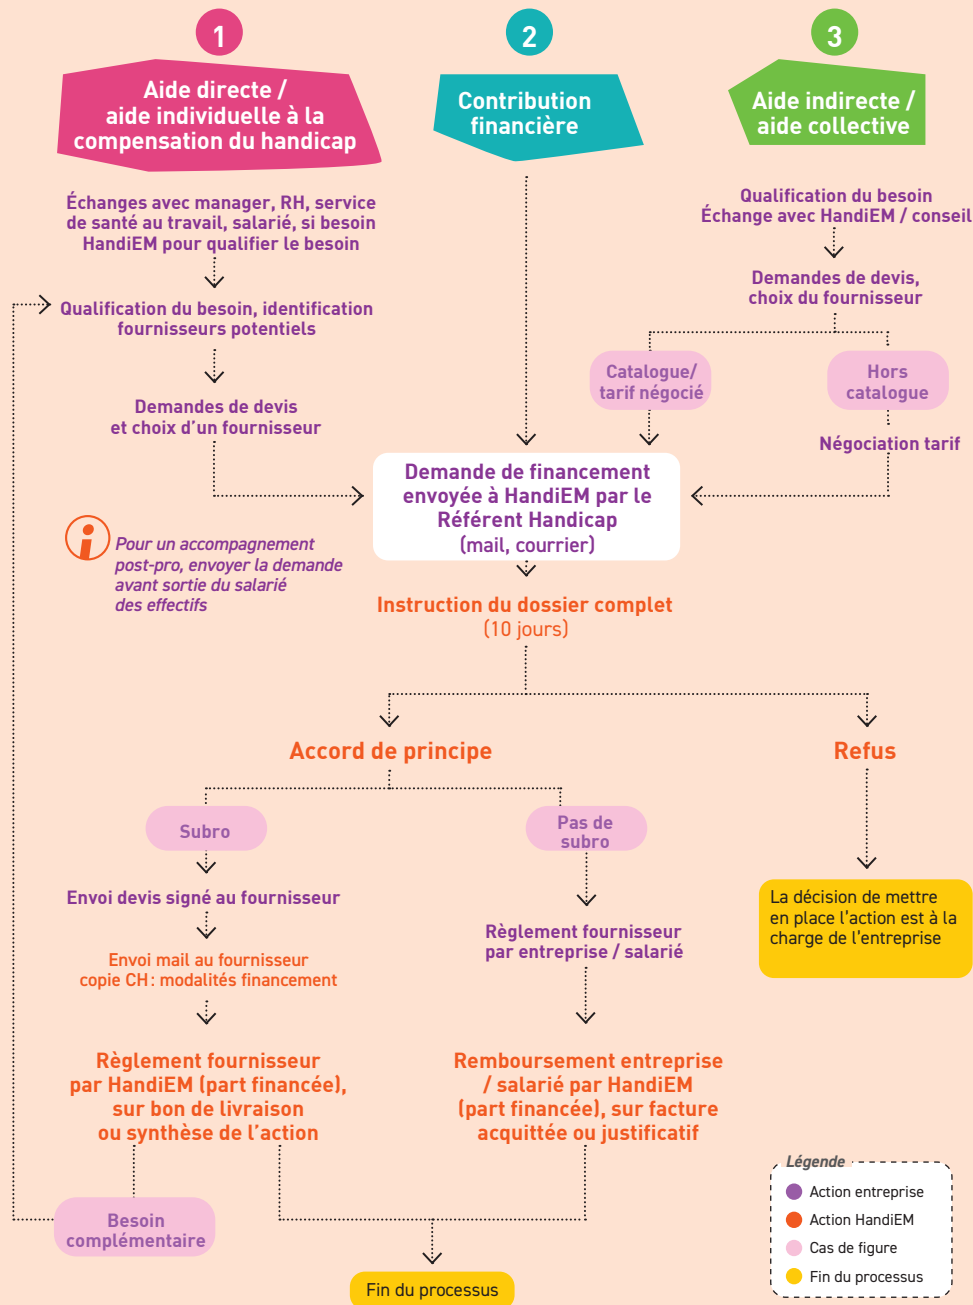 1
Aide directe /
aide individuelle à la
compensation du handicap
Échanges avec manager, RH, service
de santé au travail, salarié, si besoin
HandiEM pour qualifier le besoin
Qualification du besoin, identification
fournisseurs potentiels
Demandes de devis
et choix d'un fournisseur
Pour un accompagnement
post-pro, envoyer la demande
avant sortie du salarié
des effectifs
2
Contribution
financière
3
Aide indirecte /
aide collective
Qualification du besoin
Échange avec HandiEM / conseil
Demandes de devis,
choix du fournisseur
Catalogue/
tarif négocié
Hors
catalogue
Négociation tarif
Demande de financement
envoyée à HandiEM par le
Référent Handicap
(mail, courrier)
Instruction du dossier complet
(10 jours)
Accord de principe
Refus
Subro
Pas de
subro
Envoi devis signé au fournisseur
Envoi mail au fournisseur
copie CH : modalités financement
Règlement fournisseur
par HandiEM (part financée),
sur bon de livraison
ou synthèse de l'action
Règlement fournisseur
par entreprise / salarié
Remboursement entreprise
/ salarié par HandiEM
(part financée), sur facture
acquittée ou justificatif
La décision de mettre
en place l'action est à la
charge de l'entreprise
Besoin
complémentaire
Fin du processus
Légende
Action entreprise
Action HandiEM
Cas de figure
Fin du processus